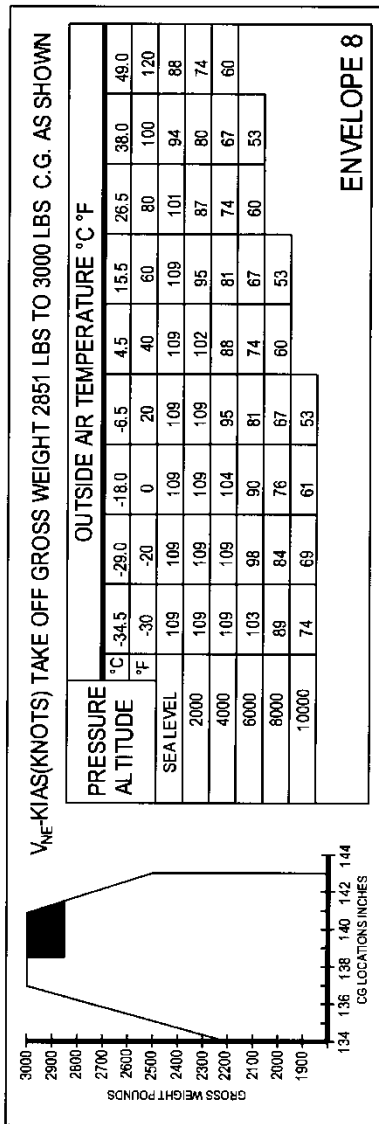 V_NE-KIAS(KNOTS) TAKE OFF GROSS WEIGHT 2851 LBS TO 3000 LBS C.G. AS SHOWN
PRESSURE ALTITUDE OUTSIDE AIR TEMPERATURE °C °F
°C -34.5 -29.0 -18.0 -6.5 4.5 15.5 26.5 38.0 49.0
°F -30 -20 0 20 40 60 80 100 120
SEA LEVEL 109 109 109 109 109 109 101 94 88
2000 109 109 109 109 102 95 87 80 74
4000 109 109 104 95 88 81 74 67 60
6000 103 98 90 81 74 67 60 53
8000 89 84 76 67 60 53
10000 74 69 61 53
ENVELOPE 8
GROSS WEIGHT POUNDS
3000
2900
2800
2700
2600
2500
2400
2300
2200
2100
2000
1900
134 136 138 140 142 144
CG LOCATIONS INCHES